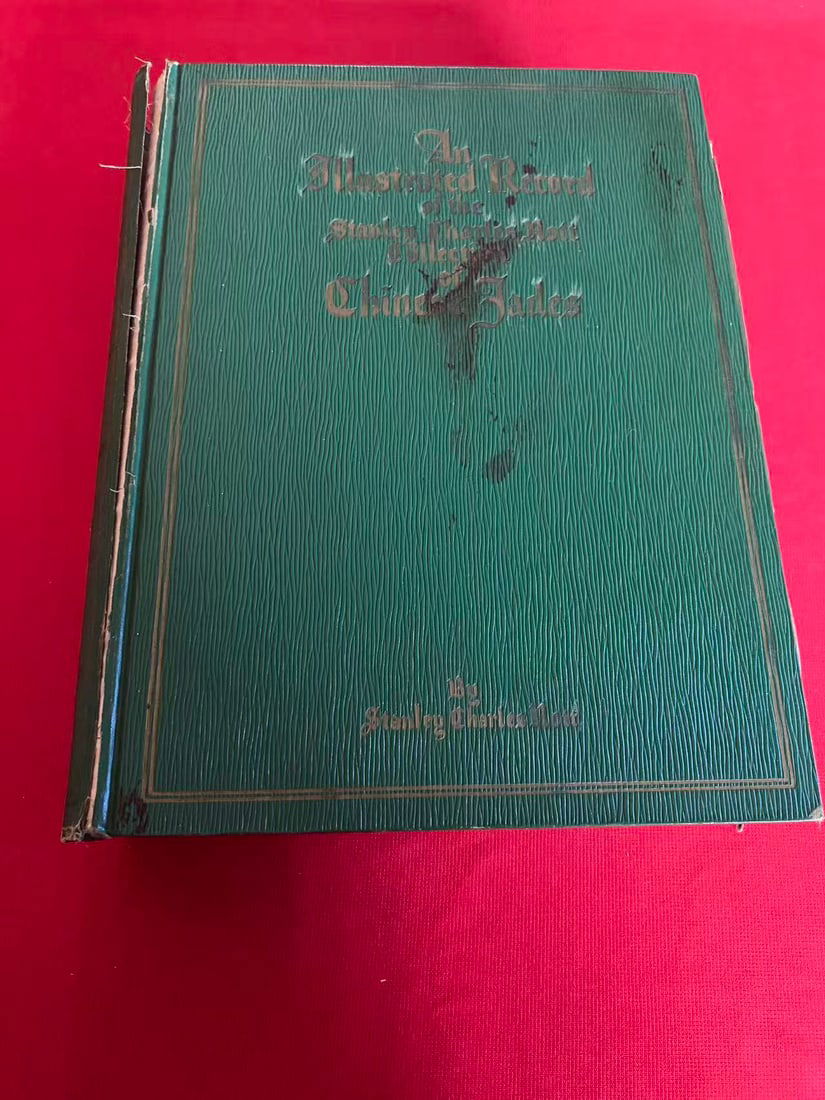 An
Illustrated Record
of the
Stanley Charles Nott
Collection
of
Chinese Jades
By
Stanley Charles Nott